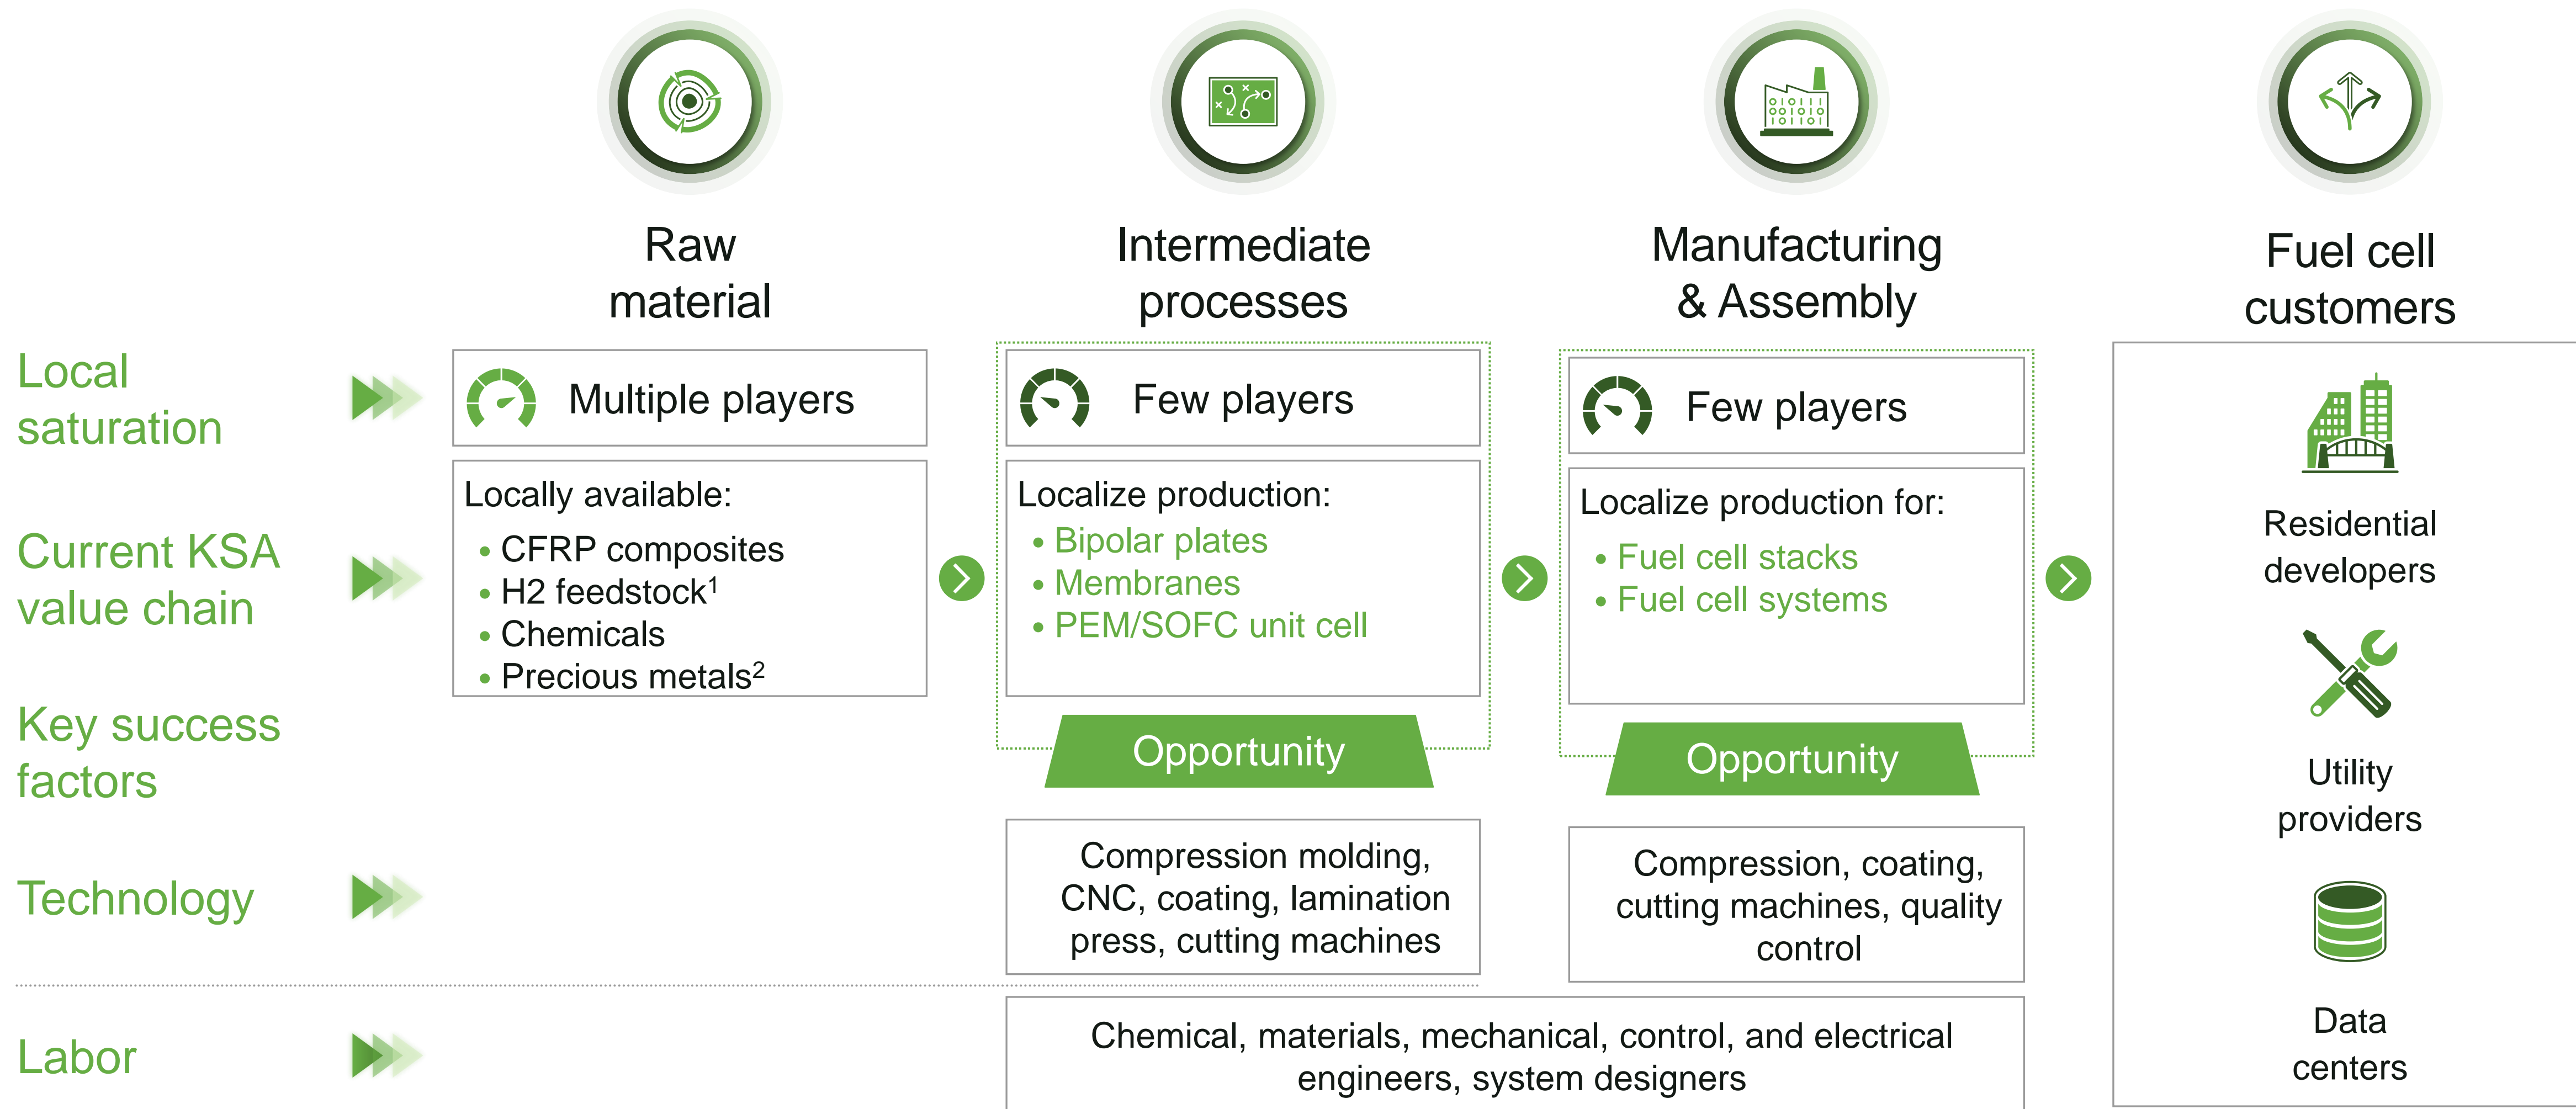 Raw
material
Intermediate
processes
Manufacturing
& Assembly
Fuel cell
customers
Local
saturation
Multiple players
Few players
Few players
Current KSA
value chain
Locally available:
• CFRP composites
• H2 feedstock¹
• Chemicals
• Precious metals²
Localize production:
• Bipolar plates
• Membranes
• PEM/SOFC unit cell
Localize production for:
• Fuel cell stacks
• Fuel cell systems
Residential
developers
Utility
providers
Data
centers
Key success
factors
Opportunity
Opportunity
Technology
Compression molding,
CNC, coating, lamination
press, cutting machines
Compression, coating,
cutting machines, quality
control
Labor
Chemical, materials, mechanical, control, and electrical
engineers, system designers